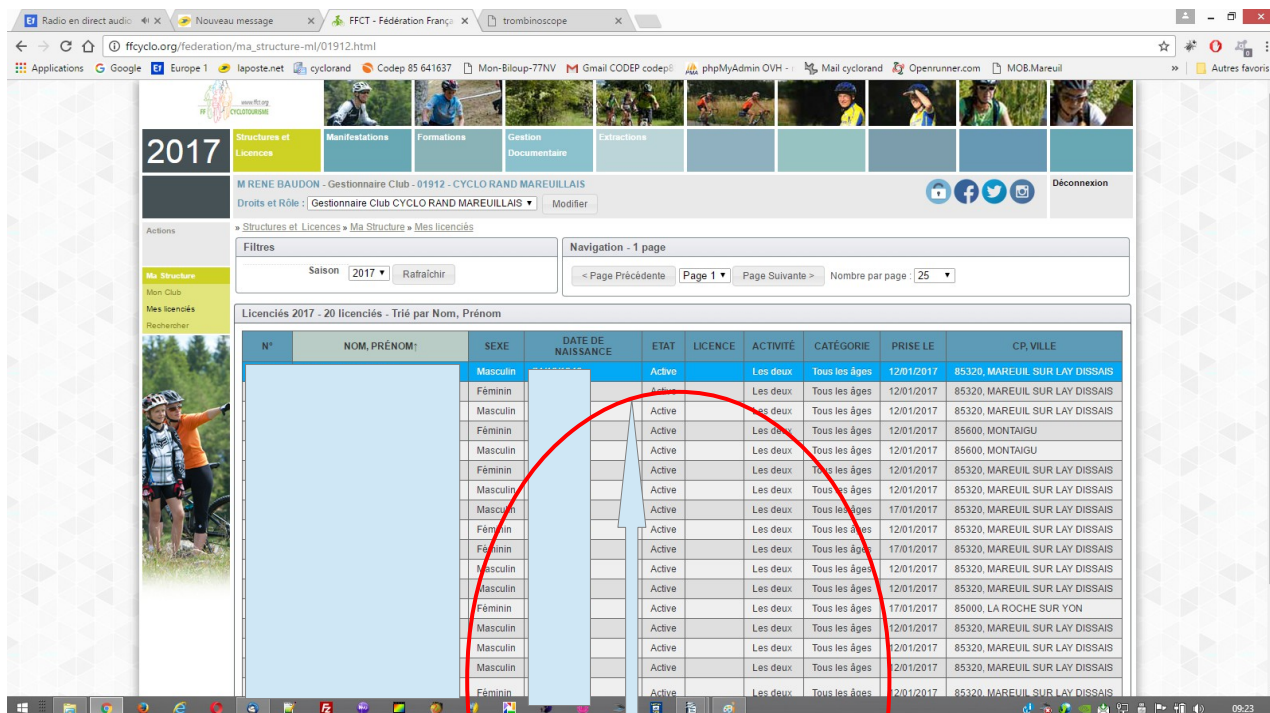 Radio en direct audio
Nouveau message
FFCT - Fédération França
trombinoscope
ffcyclo.org/federation/ma_structure-ml/01912.html
Applications Google Europe 1 laposte.net cyclorand Codep 85 641637 Mon-Biloup-77NV Gmail CODEP codep8 phpMyAdmin OVH - Mail cyclorand Openrunner.com MOB.Mareuil » Autres favoris
www.ffct.org
FF CYCLOTOURISME
2017
Structures et Licences
Manifestations
Formations
Gestion Documentaire
Extractions
M RENE BAUDON - Gestionnaire Club - 01912 - CYCLO RAND MAREUILLAIS
Déconnexion
Droits et Rôle : Gestionnaire Club CYCLO RAND MAREUILLAIS Modifier
Actions
» Structures et Licences » Ma Structure » Mes licenciés
Filtres
Navigation - 1 page
Saison 2017 Rafraîchir
< Page Précédente Page 1 Page Suivante > Nombre par page : 25
Ma Structure
Mon Club
Mes licenciés
Rechercher
Licenciés 2017 - 20 licenciés - Trié par Nom, Prénom
N° NOM, PRÉNOM↑ SEXE DATE DE NAISSANCE ETAT LICENCE ACTIVITÉ CATÉGORIE PRISE LE CP, VILLE
Masculin Active Les deux Tous les âges 12/01/2017 85320, MAREUIL SUR LAY DISSAIS
Féminin Active Les deux Tous les âges 12/01/2017 85320, MAREUIL SUR LAY DISSAIS
Masculin Active Les deux Tous les âges 12/01/2017 85320, MAREUIL SUR LAY DISSAIS
Féminin Active Les deux Tous les âges 12/01/2017 85600, MONTAIGU
Masculin Active Les deux Tous les âges 12/01/2017 85600, MONTAIGU
Féminin Active Les deux Tous les âges 12/01/2017 85320, MAREUIL SUR LAY DISSAIS
Masculin Active Les deux Tous les âges 12/01/2017 85320, MAREUIL SUR LAY DISSAIS
Masculin Active Les deux Tous les âges 17/01/2017 85320, MAREUIL SUR LAY DISSAIS
Féminin Active Les deux Tous les âges 12/01/2017 85320, MAREUIL SUR LAY DISSAIS
Féminin Active Les deux Tous les âges 17/01/2017 85320, MAREUIL SUR LAY DISSAIS
Masculin Active Les deux Tous les âges 12/01/2017 85320, MAREUIL SUR LAY DISSAIS
Masculin Active Les deux Tous les âges 12/01/2017 85320, MAREUIL SUR LAY DISSAIS
Féminin Active Les deux Tous les âges 17/01/2017 85000, LA ROCHE SUR YON
Masculin Active Les deux Tous les âges 12/01/2017 85320, MAREUIL SUR LAY DISSAIS
Masculin Active Les deux Tous les âges 12/01/2017 85320, MAREUIL SUR LAY DISSAIS
Masculin Active Les deux Tous les âges 12/01/2017 85320, MAREUIL SUR LAY DISSAIS
Féminin Active Les deux Tous les âges 12/01/2017 85320, MAREUIL SUR LAY DISSAIS
09:23